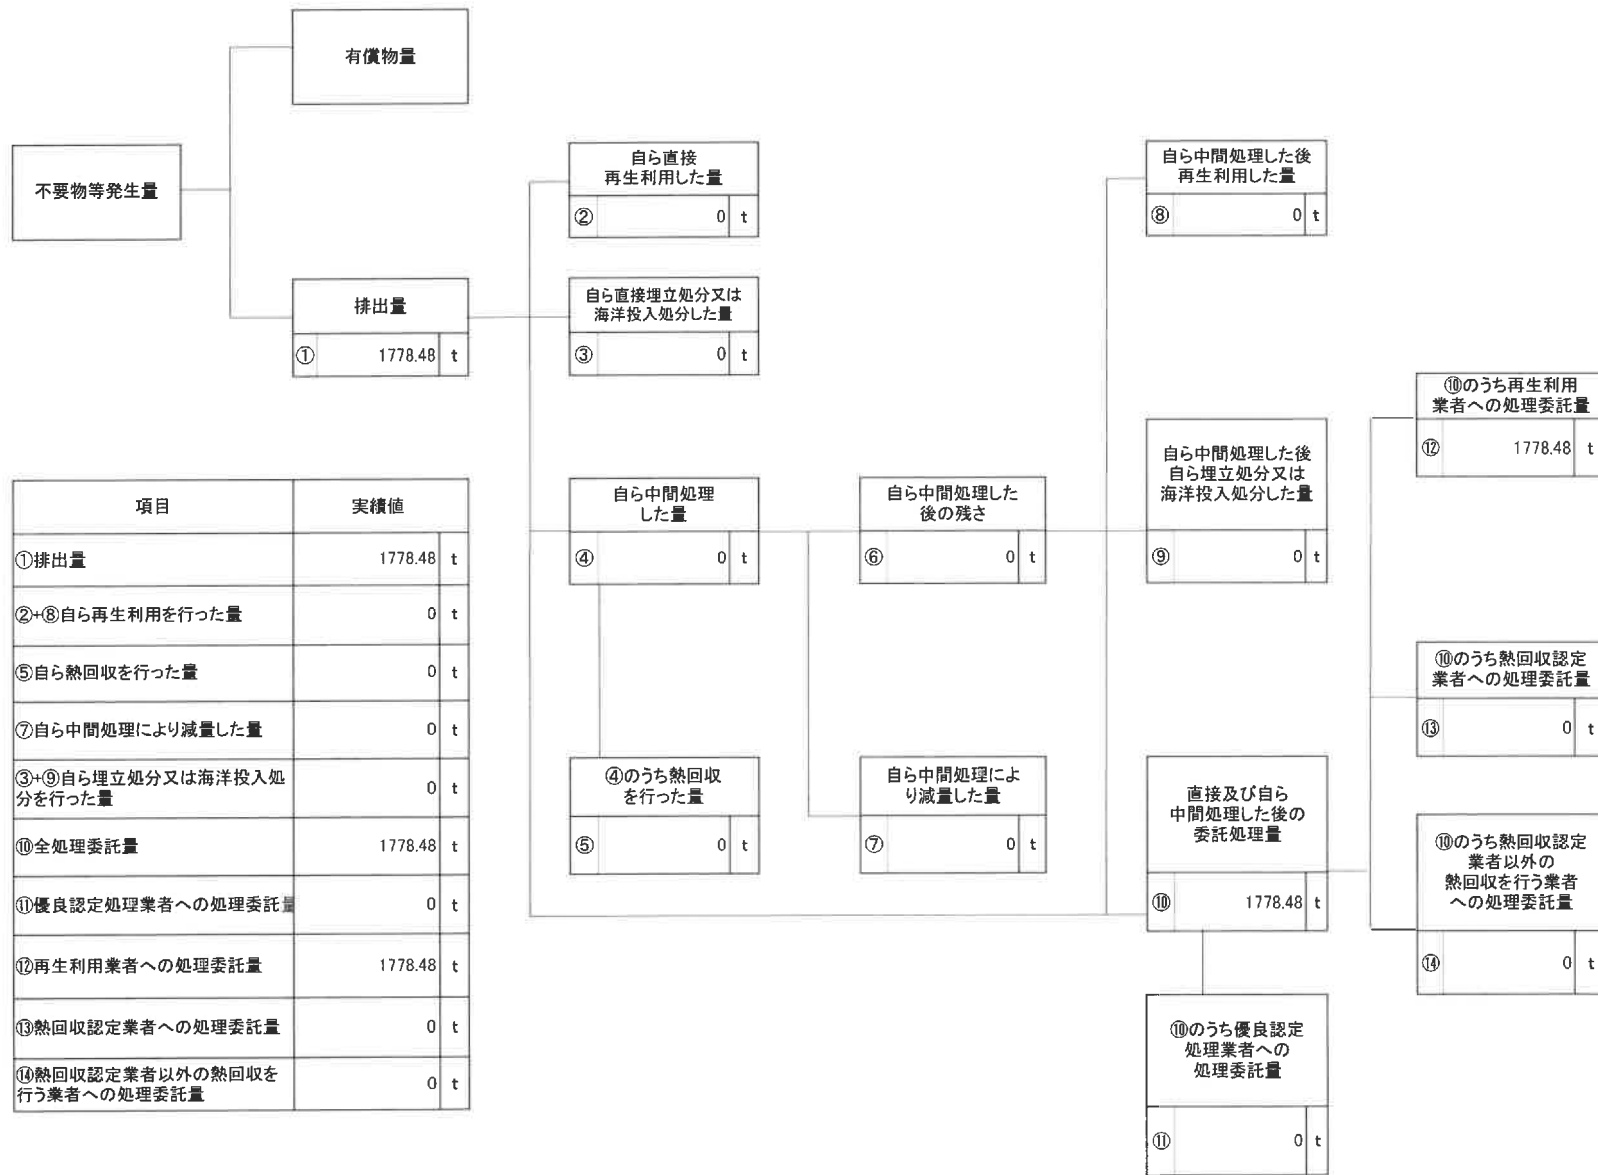 有償物量
不要物等発生量
排出量
① 1778.48 t
自ら直接
再生利用した量
② 0 t
自ら直接埋立処分又は
海洋投入処分した量
③ 0 t
自ら中間処理
した量
④ 0 t
④のうち熱回収
を行った量
⑤ 0 t
自ら中間処理した
後の残さ
⑥ 0 t
自ら中間処理によ
り減量した量
⑦ 0 t
自ら中間処理した後
再生利用した量
⑧ 0 t
自ら中間処理した後
自ら埋立処分又は
海洋投入処分した量
⑨ 0 t
直接及び自ら
中間処理した後の
委託処理量
⑩ 1778.48 t
⑩のうち優良認定
処理業者への
処理委託量
⑪ 0 t
⑩のうち再生利用
業者への処理委託量
⑫ 1778.48 t
⑩のうち熱回収認定
業者への処理委託量
⑬ 0 t
⑩のうち熱回収認定
業者以外の
熱回収を行う業者
への処理委託量
⑭ 0 t
項目 実績値
①排出量 1778.48 t
②+⑧自ら再生利用を行った量 0 t
⑤自ら熱回収を行った量 0 t
⑦自ら中間処理により減量した量 0 t
③+⑨自ら埋立処分又は海洋投入処
分を行った量 0 t
⑩全処理委託量 1778.48 t
⑪優良認定処理業者への処理委託量 0 t
⑫再生利用業者への処理委託量 1778.48 t
⑬熱回収認定業者への処理委託量 0 t
⑭熱回収認定業者以外の熱回収を
行う業者への処理委託量 0 t